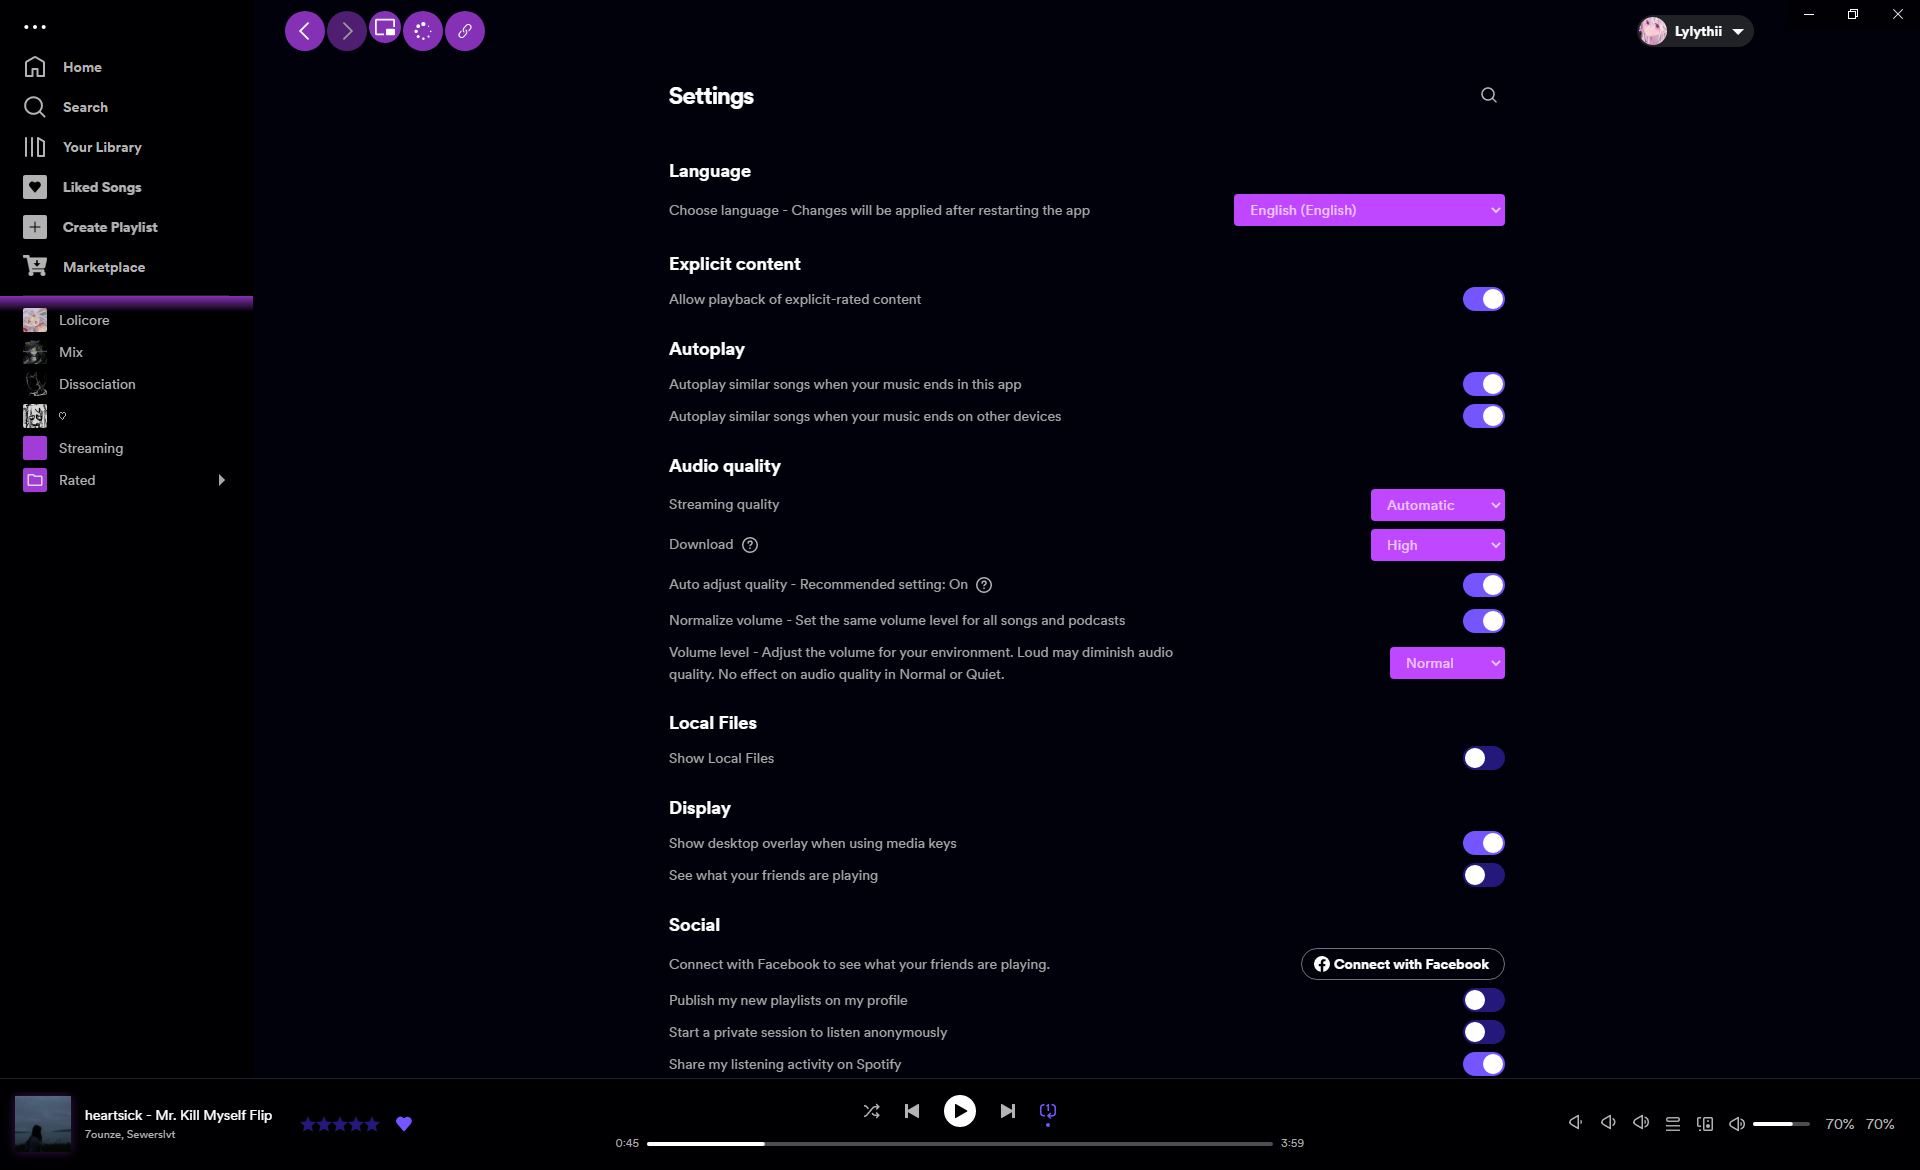 Home
Search
Your Library
Liked Songs
Create Playlist
Marketplace
Lolicore
Mix
Dissociation
♡
Streaming
Rated
Lylythii
Settings
Language
Choose language - Changes will be applied after restarting the app
English (English)
Explicit content
Allow playback of explicit-rated content
Autoplay
Autoplay similar songs when your music ends in this app
Autoplay similar songs when your music ends on other devices
Audio quality
Streaming quality
Automatic
Download
High
Auto adjust quality - Recommended setting: On
Normalize volume - Set the same volume level for all songs and podcasts
Volume level - Adjust the volume for your environment. Loud may diminish audio
quality. No effect on audio quality in Normal or Quiet.
Normal
Local Files
Show Local Files
Display
Show desktop overlay when using media keys
See what your friends are playing
Social
Connect with Facebook to see what your friends are playing.
Connect with Facebook
Publish my new playlists on my profile
Start a private session to listen anonymously
Share my listening activity on Spotify
heartsick - Mr. Kill Myself Flip
7ounze, Sewerslvt
0:45
3:59
70% 70%